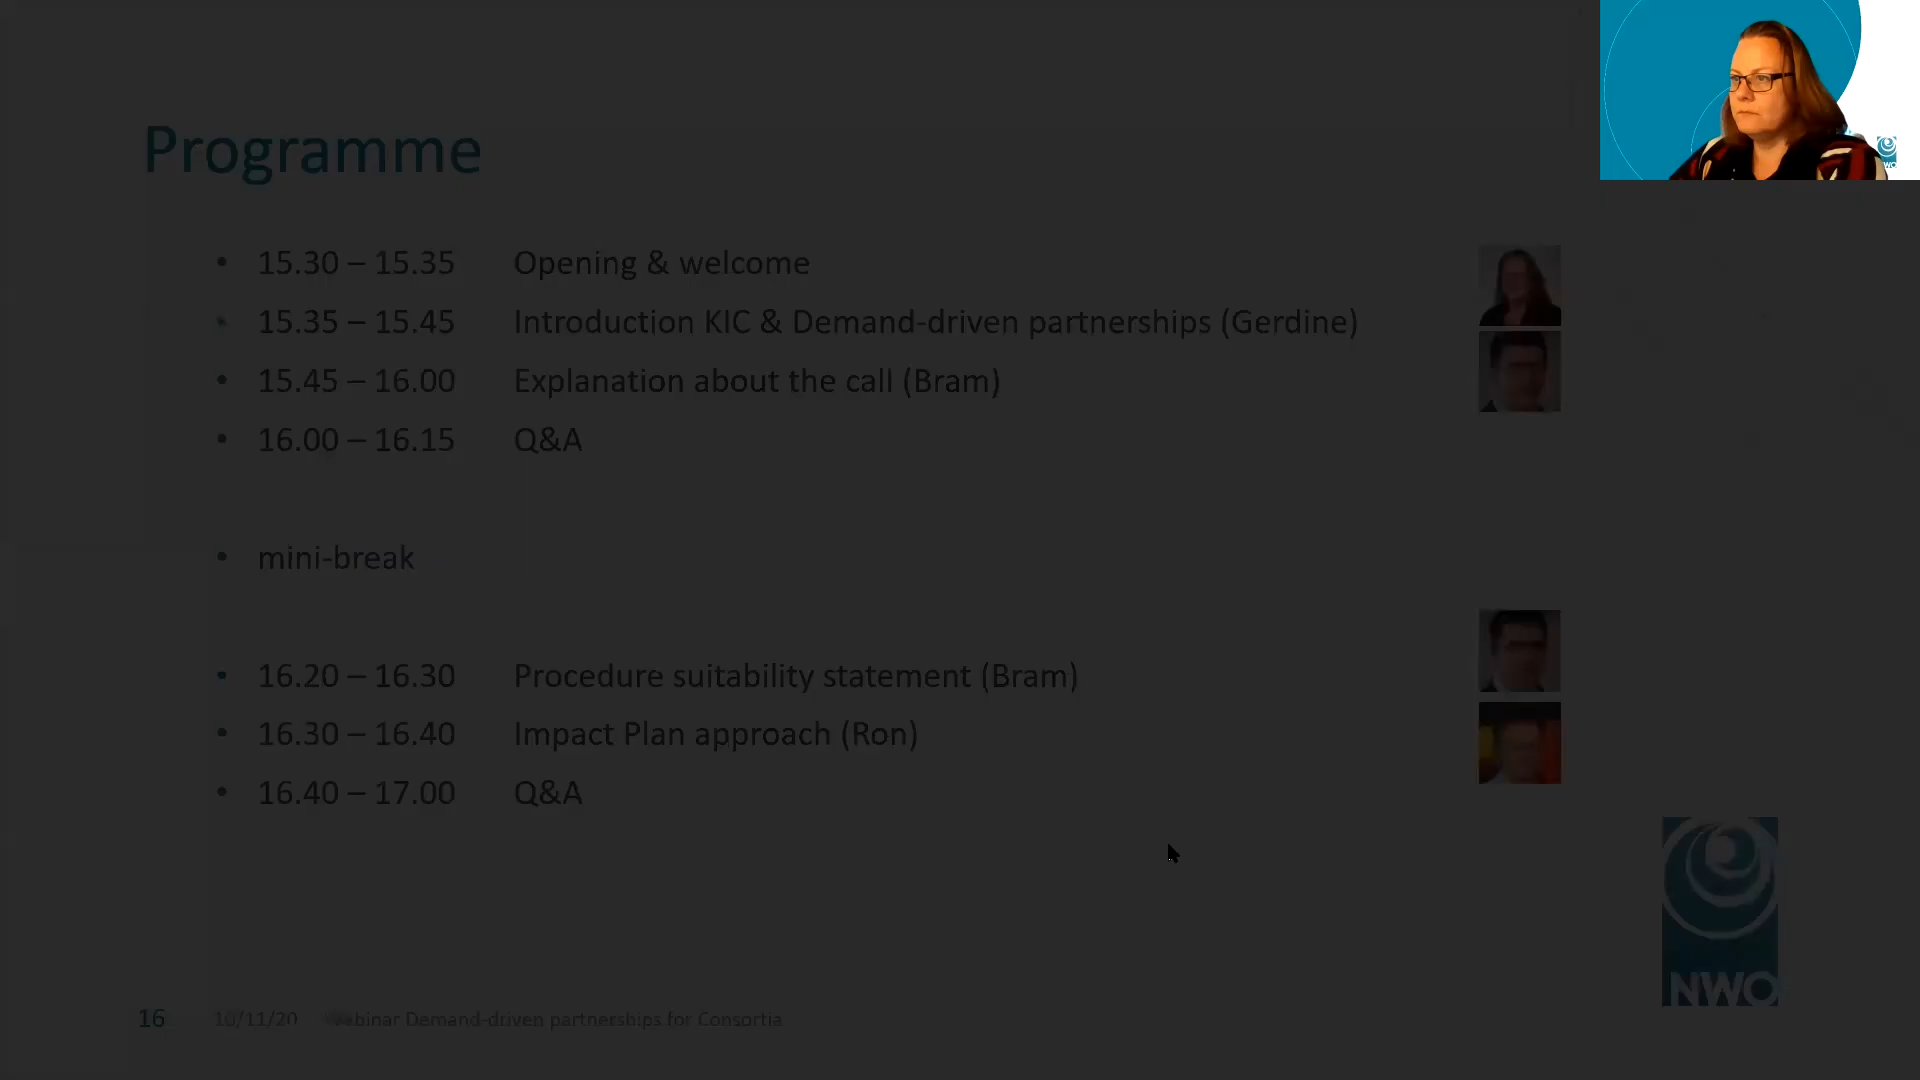 Programme
• 15.30 – 15.35 Opening & welcome
• 15.35 – 15.45 Introduction KIC & Demand-driven partnerships (Gerdine)
• 15.45 – 16.00 Explanation about the call (Bram)
• 16.00 – 16.15 Q&A
• mini-break
• 16.20 – 16.30 Procedure suitability statement (Bram)
• 16.30 – 16.40 Impact Plan approach (Ron)
• 16.40 – 17.00 Q&A
NWO
16 10/11/20 Webinar Demand-driven partnerships for Consortia